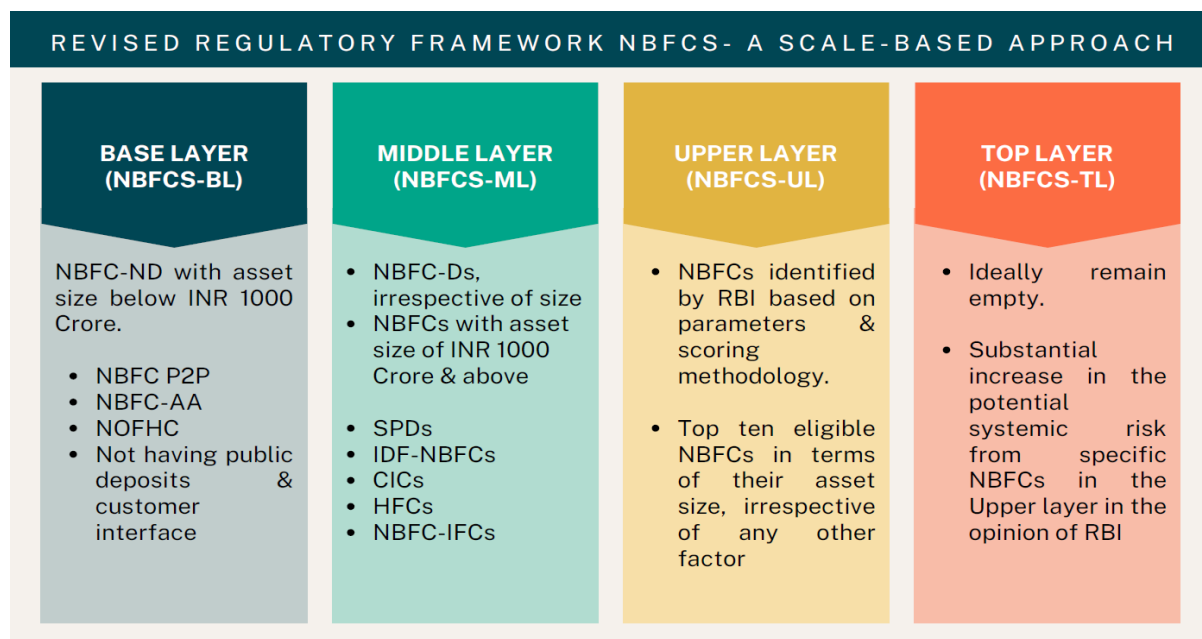 REVISED REGULATORY FRAMEWORK NBFCS- A SCALE-BASED APPROACH
BASE LAYER
(NBFCS-BL)
NBFC-ND with asset
size below INR 1000
Crore.
• NBFC P2P
• NBFC-AA
• NOFHC
• Not having public
deposits &
customer
interface
MIDDLE LAYER
(NBFCS-ML)
• NBFC-Ds,
irrespective of size
• NBFCs with asset
size of INR 1000
Crore & above
• SPDs
• IDF-NBFCs
• CICs
• HFCs
• NBFC-IFCs
UPPER LAYER
(NBFCS-UL)
• NBFCs identified
by RBI based on
parameters &
scoring
methodology.
• Top ten eligible
NBFCs in terms
of their asset
size, irrespective
of any other
factor
TOP LAYER
(NBFCS-TL)
• Ideally remain
empty.
• Substantial
increase in the
potential
systemic risk
from specific
NBFCs in the
Upper layer in the
opinion of RBI